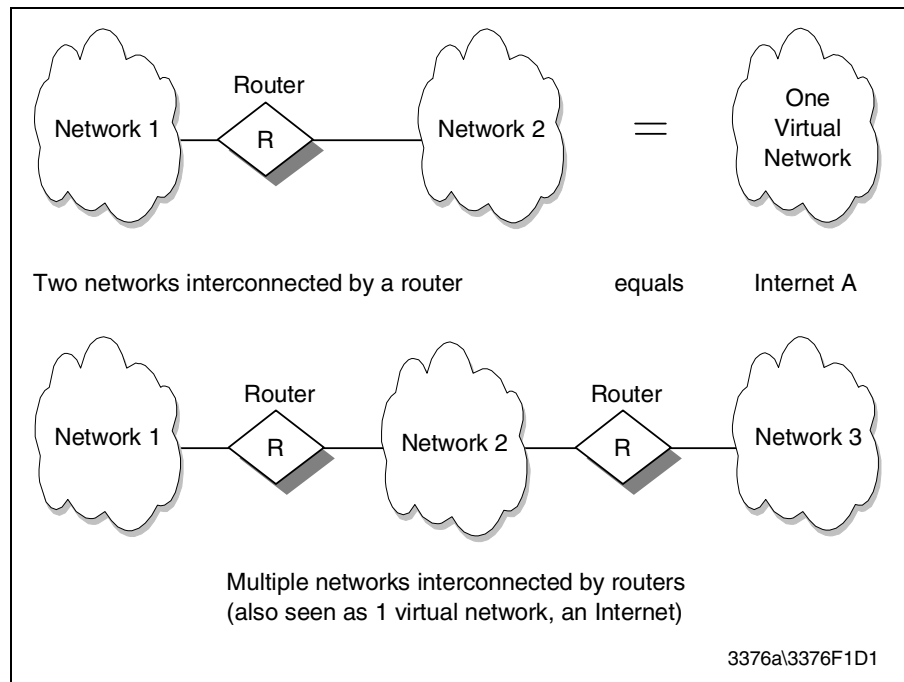 Router
Network 1
R
Network 2
=
One
Virtual
Network
Two networks interconnected by a router
equals
Internet A
Router
Router
Network 1
R
Network 2
R
Network 3
Multiple networks interconnected by routers
(also seen as 1 virtual network, an Internet)
3376a\3376F1D1